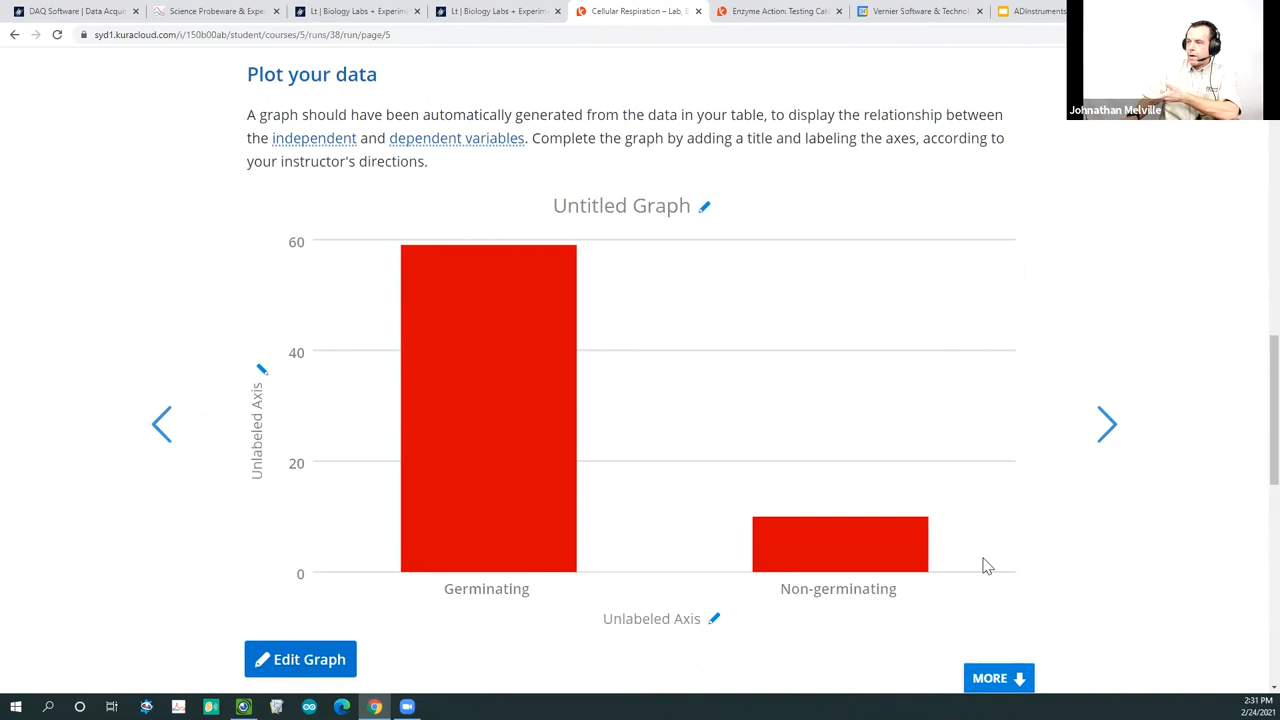 DAQ Software | Data Acqui
Science Probeware & Exper
Lt | Biology Labs + Experim
Lt | Biology Labs + Experim
Cellular Respiration – Lab, E
Enzyme Action: Testing Cata
Vernier Software & Technol
ADInstruments
syd1.kuracloud.com/i/150b00ab/student/courses/5/runs/38/run/page/5
Johnathan Melville
Plot your data
A graph should have been automatically generated from the data in your table, to display the relationship between
the independent and dependent variables. Complete the graph by adding a title and labeling the axes, according to
your instructor's directions.
Untitled Graph
60
40
20
0
Unlabeled Axis
Germinating
Non-germinating
Unlabeled Axis
Edit Graph
MORE
2:31 PM
2/24/2021